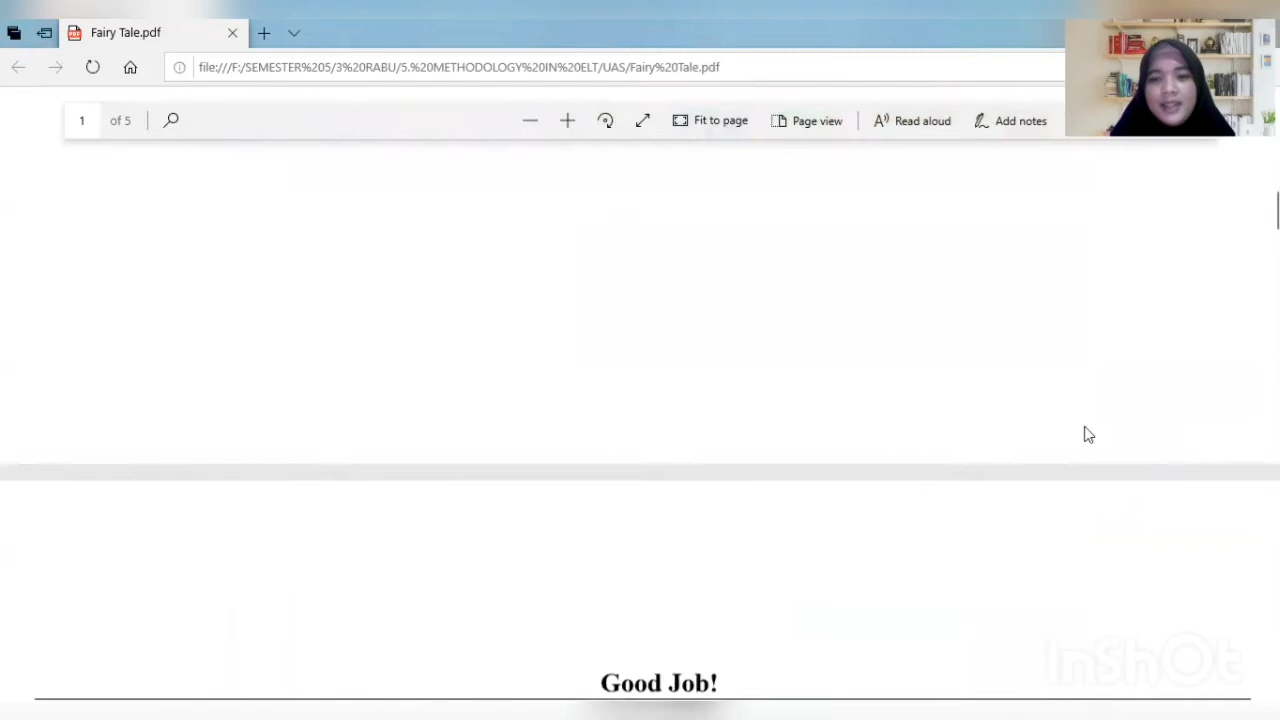 Fairy Tale.pdf
file:///F:/SEMESTER%205/3%20RABU/5.%20METHODOLOGY%20IN%20ELT/UAS/Fairy%20Tale.pdf
1 of 5 Fit to page Page view Read aloud Add notes
InShOt
Good Job!